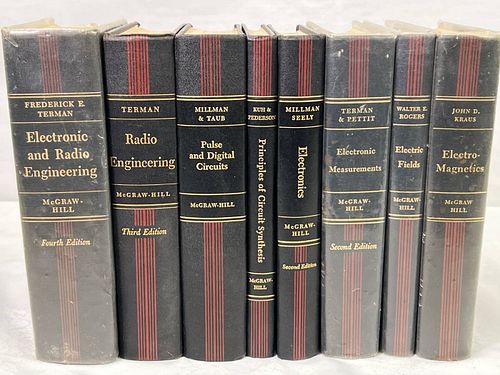 FREDERICK E.
TERMAN
Electronic
and Radio
Engineering
McGRAW-
HILL
Fourth Edition
TERMAN
Radio
Engineering
McGRAW-HILL
Third Edition
MILLMAN
& TAUB
Pulse
and Digital
Circuits
McGRAW-HILL
KUH &
PEDERSON
Principles of Circuit Synthesis
McGRAW-
HILL
MILLMAN
SEELY
Electronics
McGRAW-
HILL
Second Edition
TERMAN
& PETTIT
Electronic
Measurements
McGRAW-
HILL
Second Edition
WALTER E.
ROGERS
Electric
Fields
McGRAW-
HILL
JOHN D.
KRAUS
Electro-
Magnetics
McGRAW
HILL